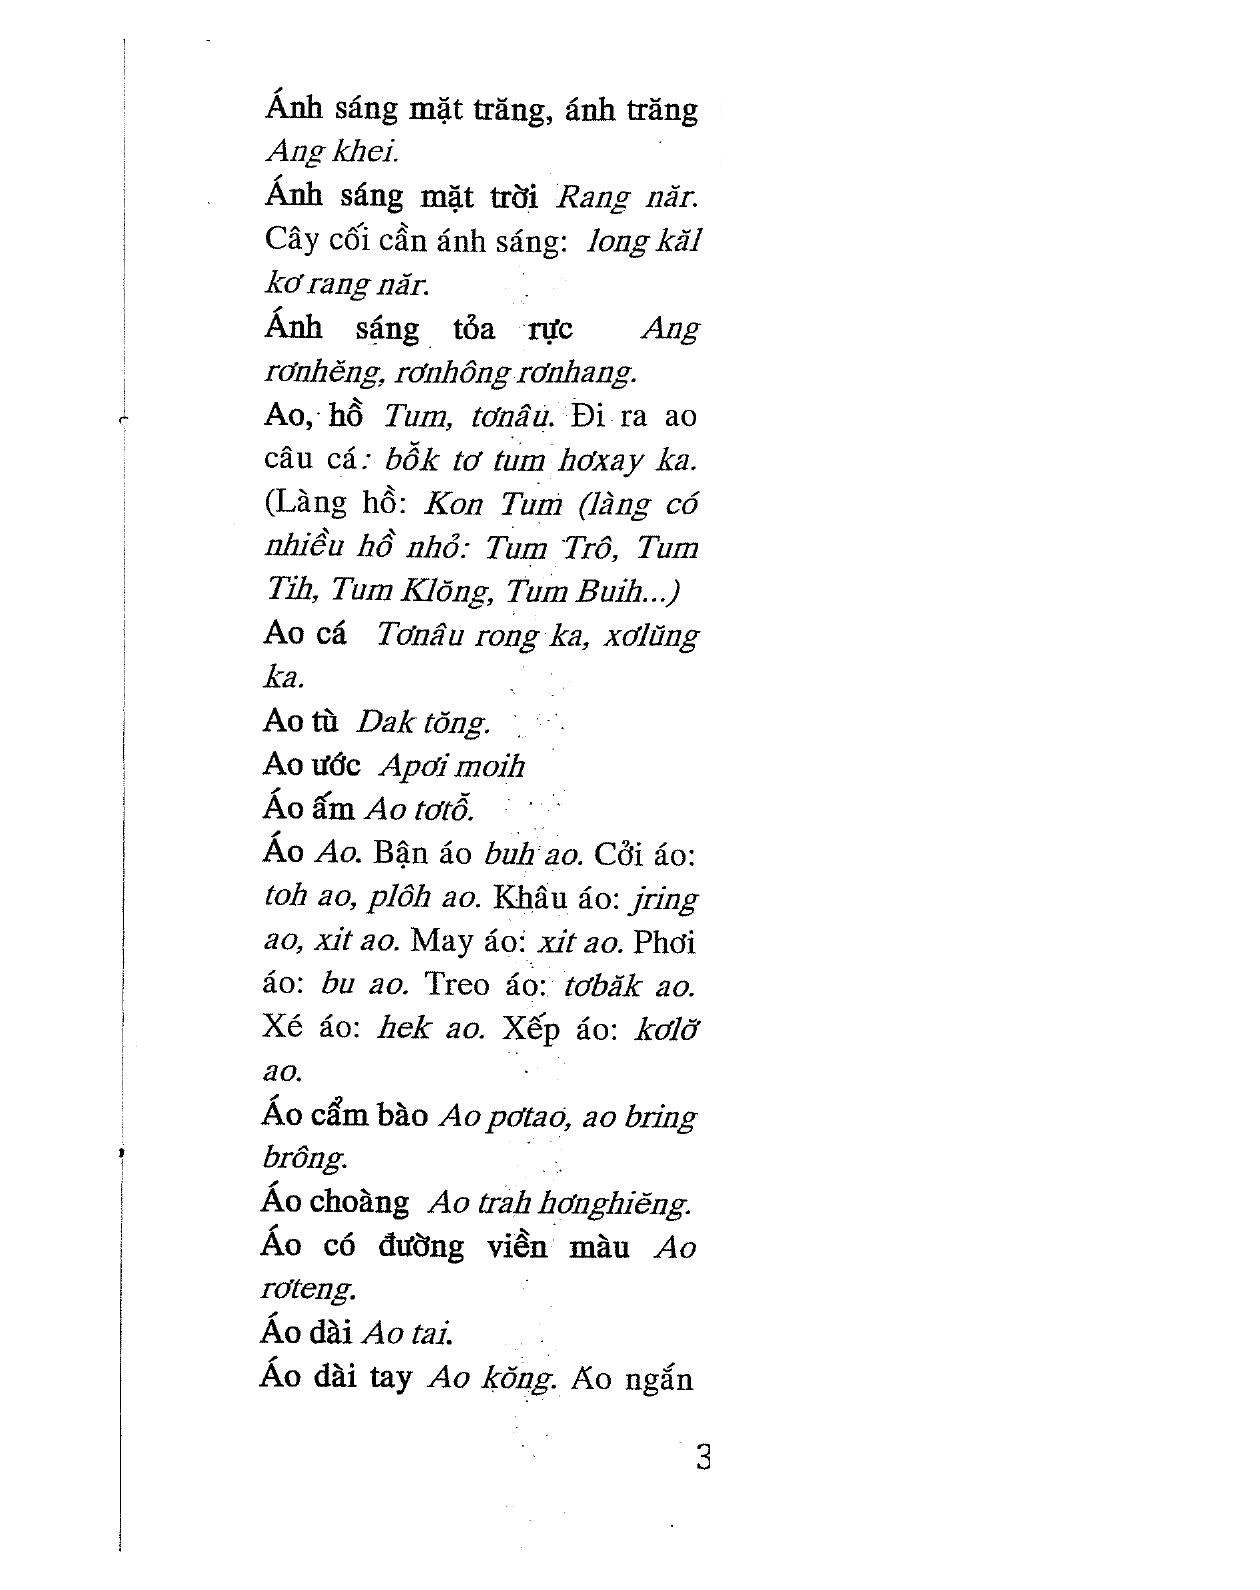 Ánh sáng mặt trăng, ánh trăng
Ang khei.
Ánh sáng mặt trời Rang năr.
Cây cối cần ánh sáng: long kăl
kơ rang năr.
Ánh sáng tỏa rực Ang
rơnhĕng, rơnhông rơnhang.
Ao, hồ Tum, tơnâu. Đi ra ao
câu cá: bô̆k tơ tum hơxay ka.
(Làng hồ: Kon Tum (làng có
nhiều hồ nhỏ: Tum Trô, Tum
Tih, Tum Klŏng, Tum Buih...)
Ao cá Tơnâu rong ka, xơlŭng
ka.
Ao tù Dak tŏng.
Ao ước Apơi moih
Áo ấm Ao tơtô̆.
Áo Ao. Bận áo buh ao. Cởi áo:
toh ao, plôh ao. Khâu áo: jring
ao, xit ao. May áo: xit ao. Phơi
áo: bu ao. Treo áo: tơbăk ao.
Xé áo: hek ao. Xếp áo: kơlơ̆
ao.
Áo cẩm bào Ao pơtao, ao bring
brông.
Áo choàng Ao trah hơnghiĕng.
Áo có đường viền màu Ao
rơteng.
Áo dài Ao tai.
Áo dài tay Ao kŏng. Áo ngắn
3